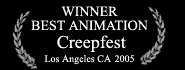 WINNER
BEST ANIMATION
Creepfest
Los Angeles CA 2005